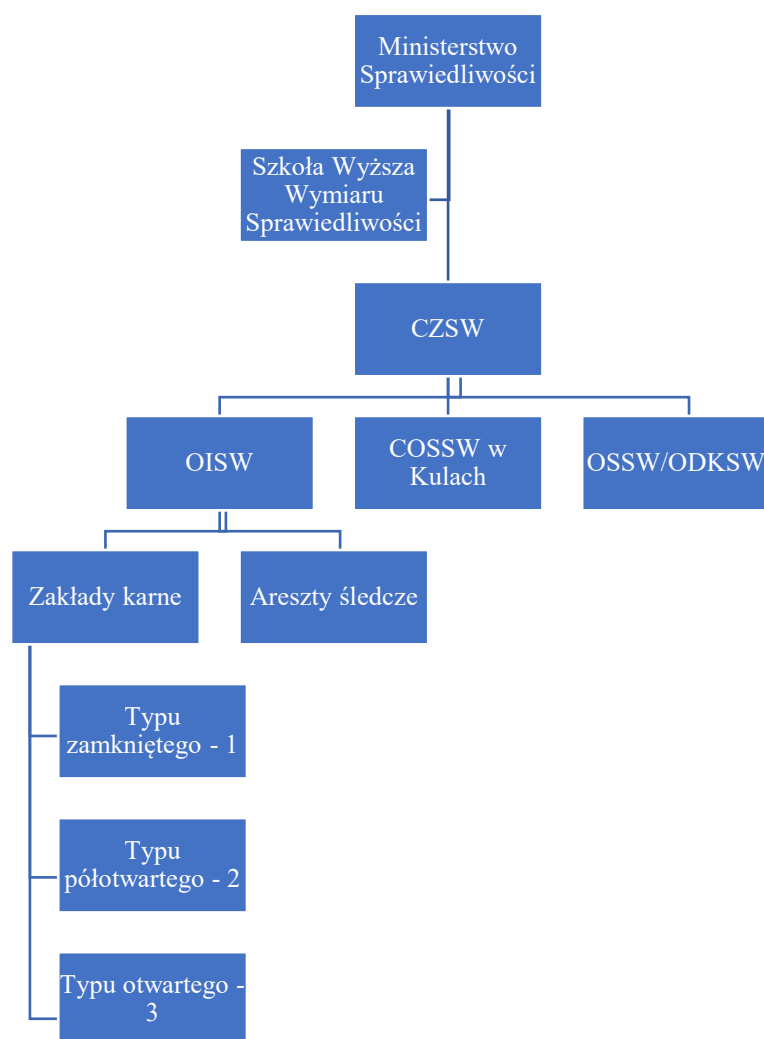 Ministerstwo
Sprawiedliwości
Szkoła Wyższa
Wymiaru
Sprawiedliwości
CZSW
OISW
COSSW w
Kulach
OSSW/ODKSW
Zakłady karne
Areszty śledcze
Typu
zamkniętego - 1
Typu
półotwartego - 2
Typu otwartego -
3